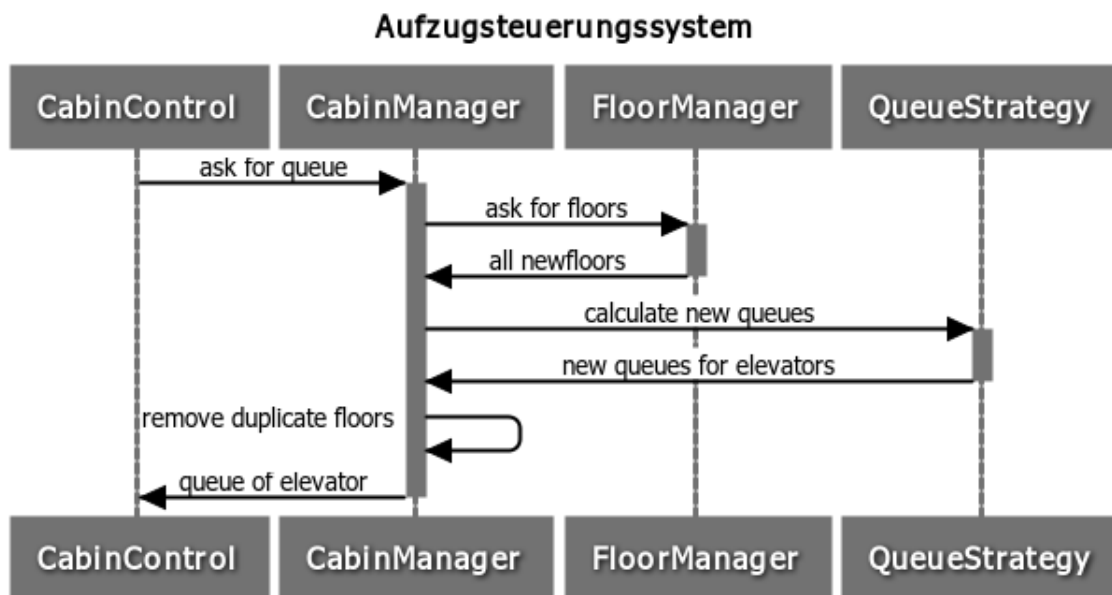 Aufzugsteuerungssystem
CabinControl CabinManager FloorManager QueueStrategy
ask for queue
ask for floors
all newfloors
calculate new queues
new queues for elevators
remove duplicate floors
queue of elevator
CabinControl CabinManager FloorManager QueueStrategy